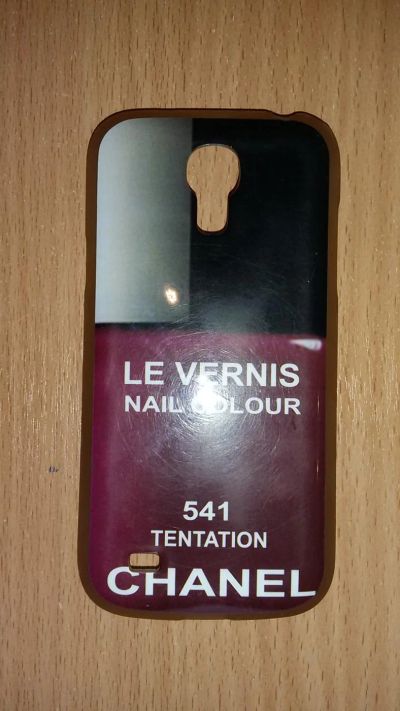 LE VERNIS
NAIL COLOUR
541
TENTATION
CHANEL